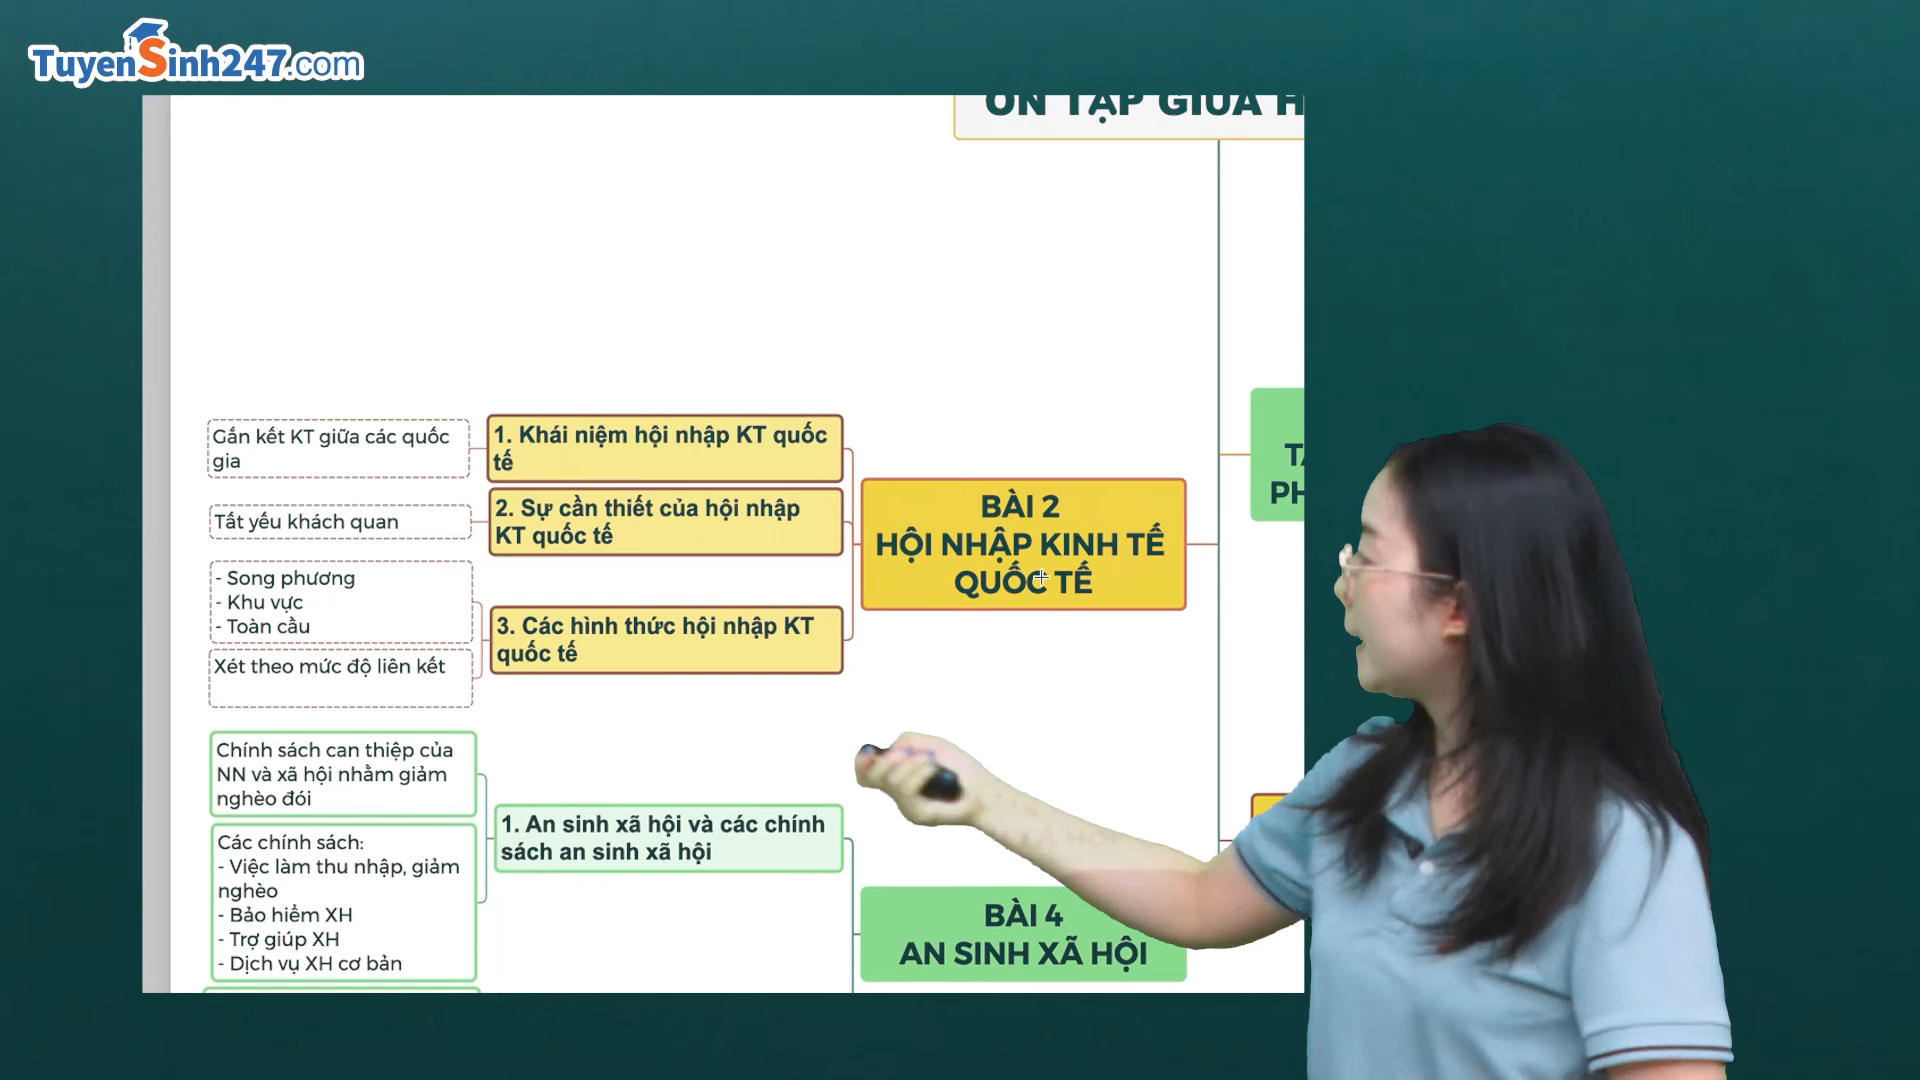 TuyenSinh247.com
ÔN TẬP GIỮA H
Gắn kết KT giữa các quốc
gia
1. Khái niệm hội nhập KT quốc
tế
Tất yếu khách quan
2. Sự cần thiết của hội nhập
KT quốc tế
- Song phương
- Khu vực
- Toàn cầu
Xét theo mức độ liên kết
3. Các hình thức hội nhập KT
quốc tế
BÀI 2
HỘI NHẬP KINH TẾ
QUỐC TẾ
Chính sách can thiệp của
NN và xã hội nhằm giảm
nghèo đói
Các chính sách:
- Việc làm thu nhập, giảm
nghèo
- Bảo hiểm XH
- Trợ giúp XH
- Dịch vụ XH cơ bản
1. An sinh xã hội và các chính
sách an sinh xã hội
BÀI 4
AN SINH XÃ HỘI
PH